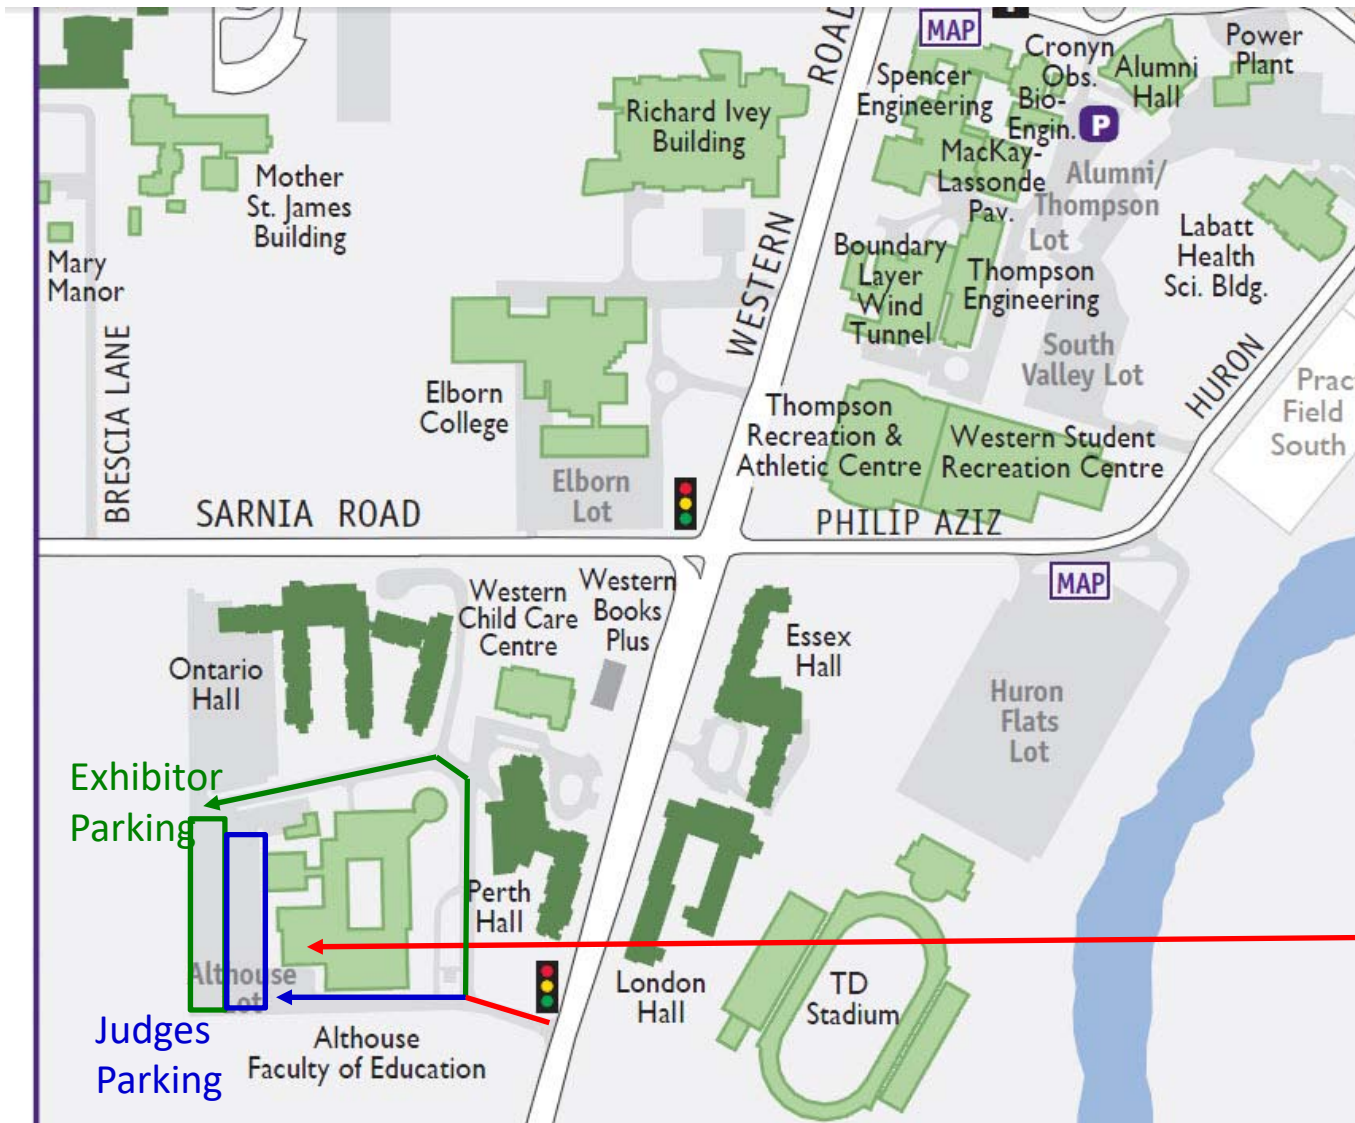 MAP
Cronyn
Obs.
Power
Plant
Alumni
Hall
Spencer
Engineering
Bio-
Engin.
P
ROAD
Richard Ivey
Building
MacKay-
Lassonde
Pav.
Alumni/
Thompson
Lot
Mother
St. James
Building
Mary
Manor
WESTERN
Boundary
Layer
Wind
Tunnel
Thompson
Engineering
Labatt
Health
Sci. Bldg.
BRESCIA LANE
Elborn
College
South
Valley Lot
HURON
Prac
Field
South
Thompson
Recreation &
Athletic Centre
Western Student
Recreation Centre
Elborn
Lot
SARNIA ROAD
PHILIP AZIZ
MAP
Western
Child Care
Centre
Western
Books
Plus
Essex
Hall
Ontario
Hall
Huron
Flats
Lot
Exhibitor
Parking
Perth
Hall
Althouse
Lot
London
Hall
TD
Stadium
Judges
Parking
Althouse
Faculty of Education